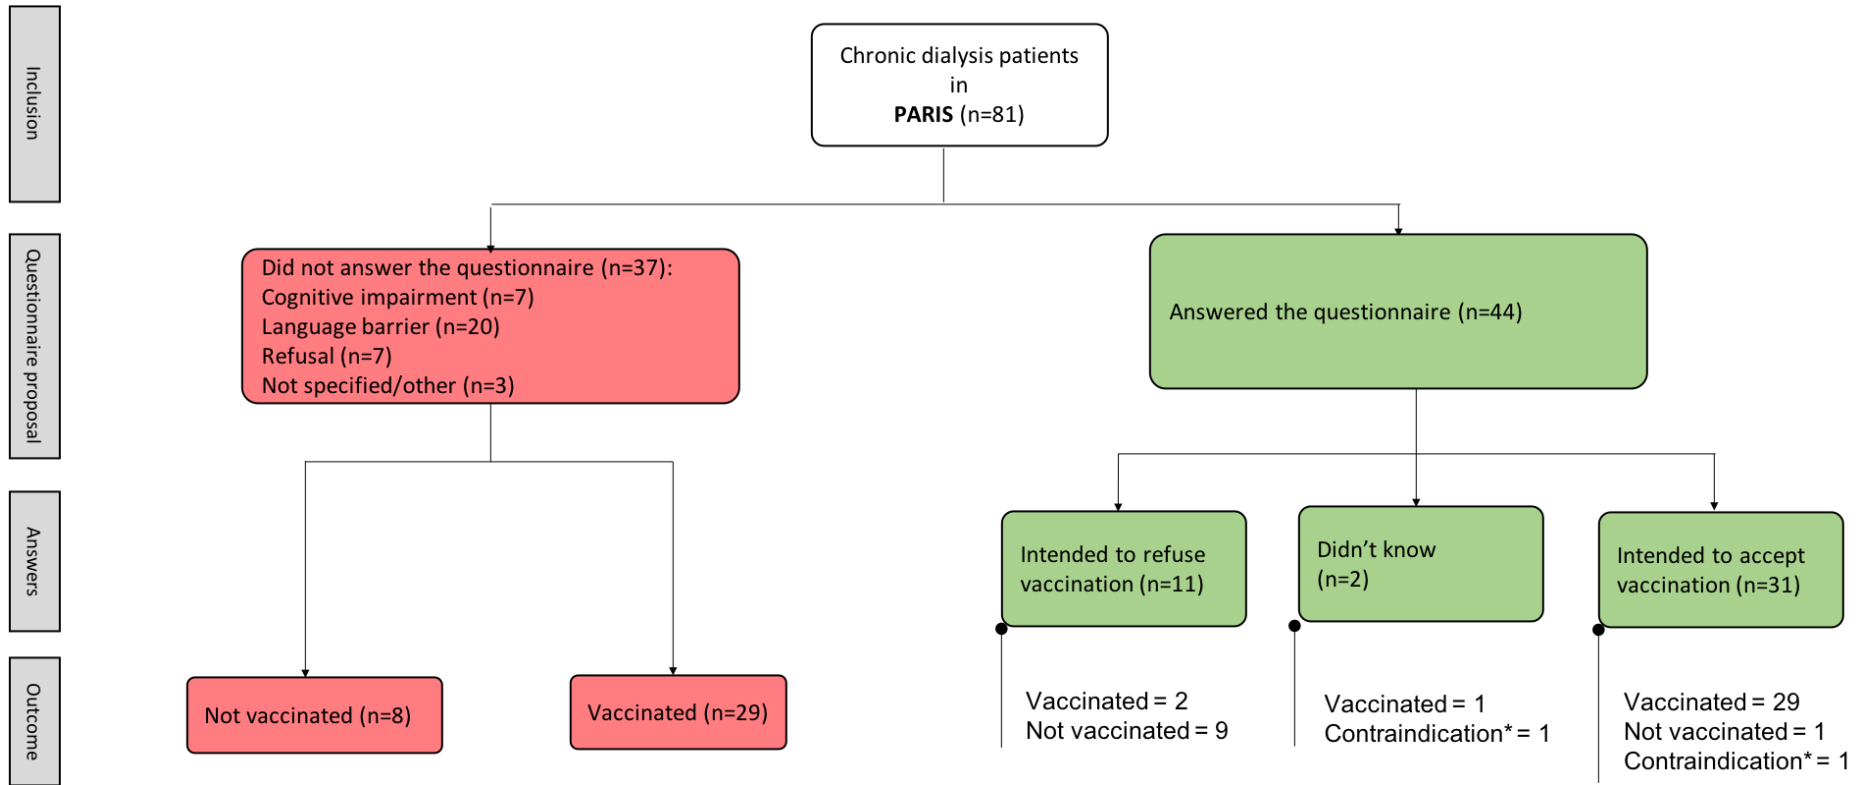 Inclusion
Chronic dialysis patients
in
PARIS (n=81)
Questionnaire proposal
Did not answer the questionnaire (n=37):
Cognitive impairment (n=7)
Language barrier (n=20)
Refusal (n=7)
Not specified/other (n=3)
Answered the questionnaire (n=44)
Answers
Intended to refuse
vaccination (n=11)
Didn’t know
(n=2)
Intended to accept
vaccination (n=31)
Outcome
Not vaccinated (n=8)
Vaccinated (n=29)
Vaccinated = 2
Not vaccinated = 9
Vaccinated = 1
Contraindication* = 1
Vaccinated = 29
Not vaccinated = 1
Contraindication* = 1